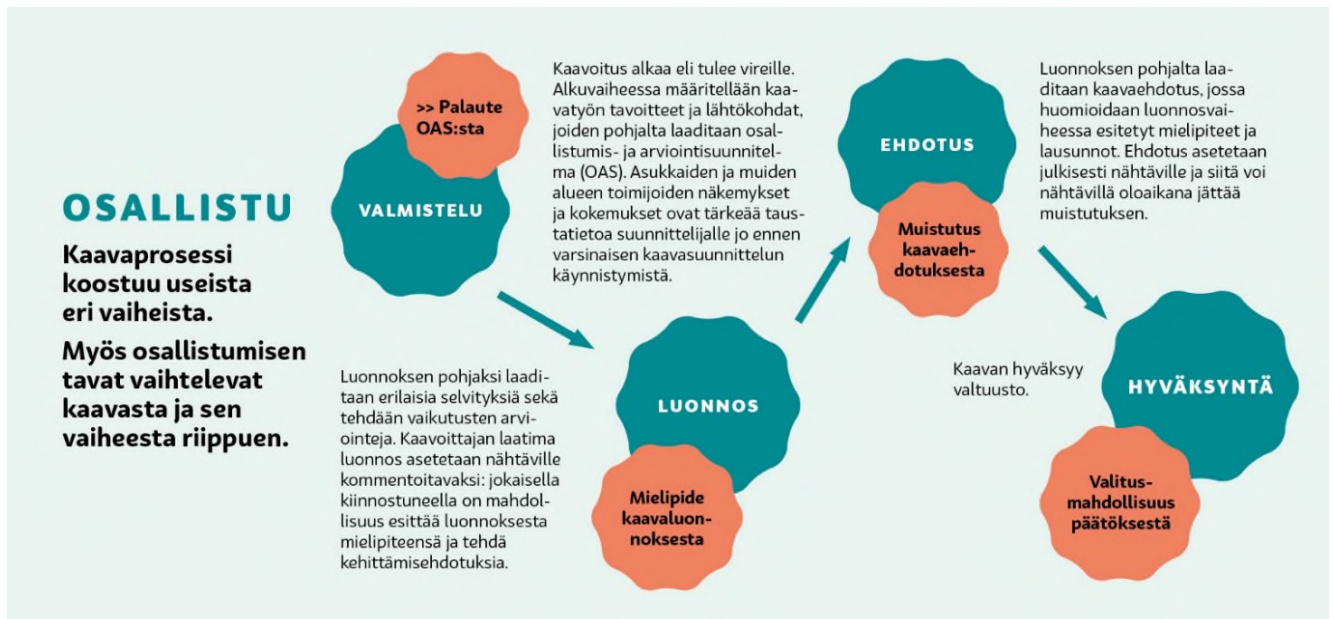 OSALLISTU
Kaavaprosessi
koostuu useista
eri vaiheista.
Myös osallistumisen
tavat vaihtelevat
kaavasta ja sen
vaiheesta riippuen.
>> Palaute
OAS:sta
VALMISTELU
Kaavoitus alkaa eli tulee vireille.
Alkuvaiheessa määritellään kaa-
vatyön tavoitteet ja lähtökohdat,
joiden pohjalta laaditaan osal-
listumis- ja arviointisuunnitel-
ma (OAS). Asukkaiden ja muiden
alueen toimijoiden näkemykset
ja kokemukset ovat tärkeää taus-
tatietoa suunnittelijalle jo ennen
varsinaisen kaavasuunnittelun
käynnistymistä.
Luonnoksen pohjaksi laadi-
taan erilaisia selvityksiä sekä
tehdään vaikutusten arvi-
ointeja. Kaavoittajan laatima
luonnos asetetaan nähtäville
kommentoitavaksi: jokaisella
kiinnostuneella on mahdol-
lisuus esittää luonnoksesta
mielipiteensä ja tehdä
kehittämisehdotuksia.
LUONNOS
Mielipide
kaavaluon-
noksesta
EHDOTUS
Muistutus
kaavaeh-
dotuksesta
Luonnoksen pohjalta laa-
ditaan kaavaehdotus, jossa
huomioidaan luonnosvai-
heessa esitetyt mielipiteet ja
lausunnot. Ehdotus asetetaan
julkisesti nähtäville ja siitä voi
nähtävillä oloaikana jättää
muistutuksen.
Kaavan hyväksyy
valtuusto.
HYVÄKSYNTÄ
Valitus-
mahdollisuus
päätöksestä